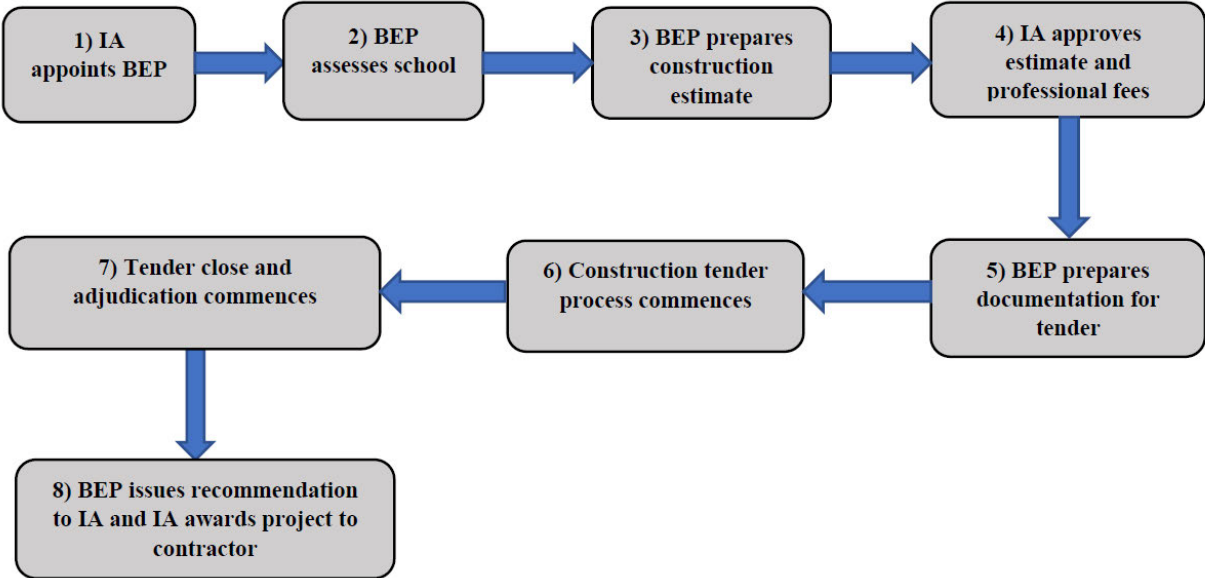 1) IA
appoints BEP
2) BEP
assesses school
3) BEP prepares
construction
estimate
4) IA approves
estimate and
professional fees
5) BEP prepares
documentation for
tender
6) Construction tender
process commences
7) Tender close and
adjudication commences
8) BEP issues recommendation
to IA and IA awards project to
contractor